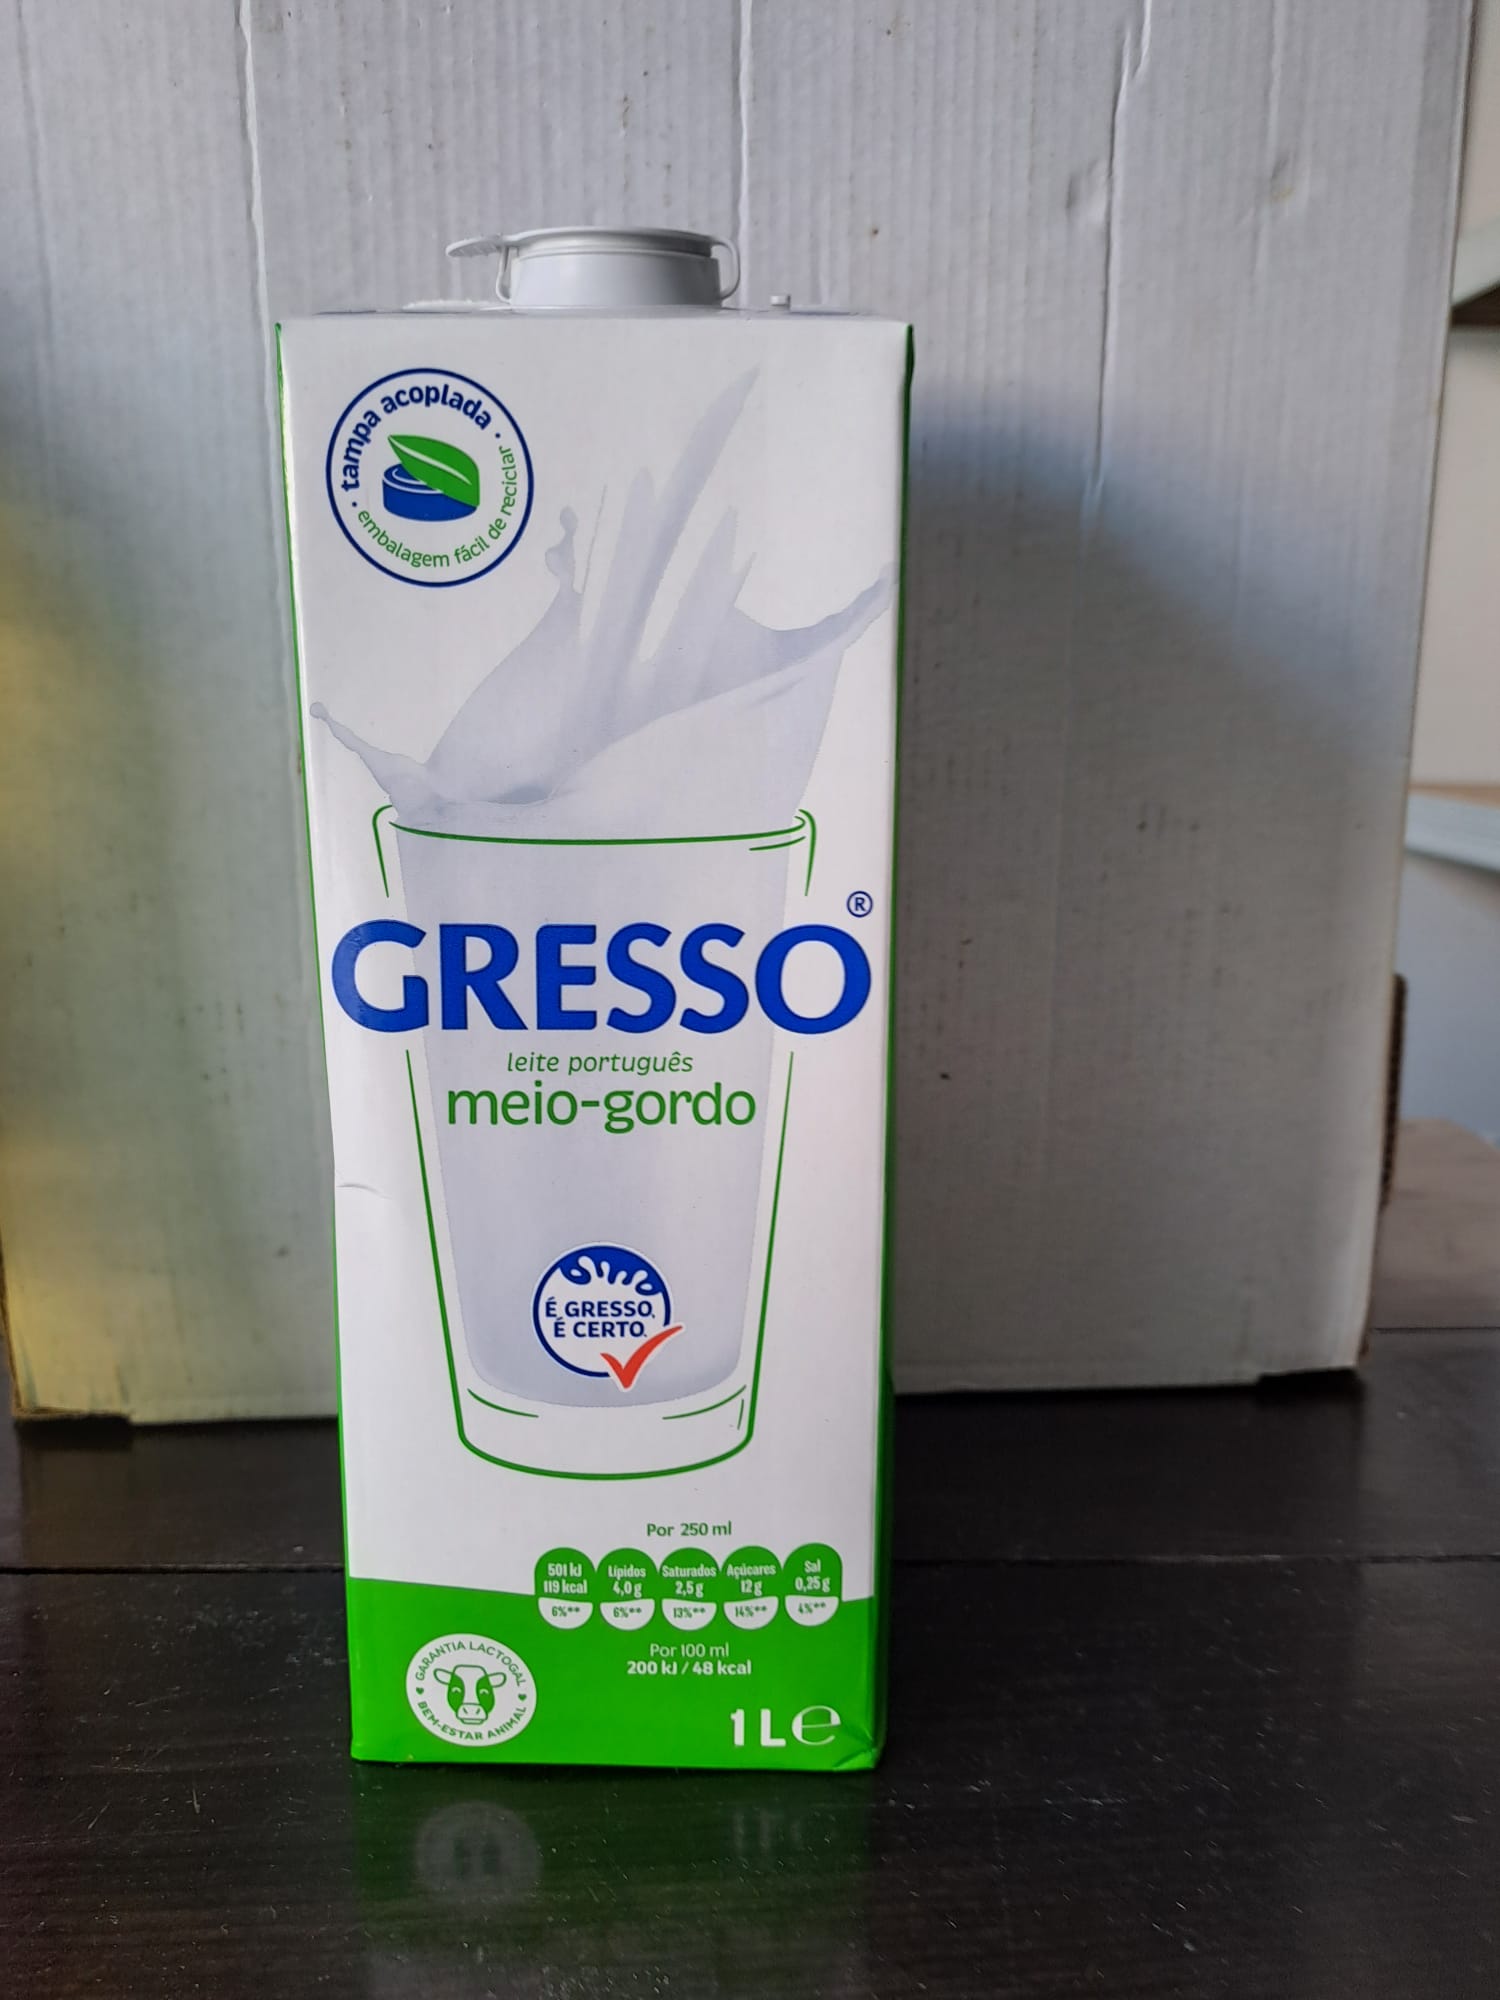 tampa acoplada
embalagem fácil de reciclar
GRESSO®
leite português
meio-gordo
É GRESSO,
É CERTO.
Por 250 ml
501 kJ Lípidos Saturados Açúcares Sal
119 kcal 4,0 g 2,5 g 12 g 0,25 g
6%** 6%** 13%** 14%** 4%**
Por 100 ml
200 kJ / 48 kcal
GARANTIA LACTOGAL
BEM-ESTAR ANIMAL
1 L ℮